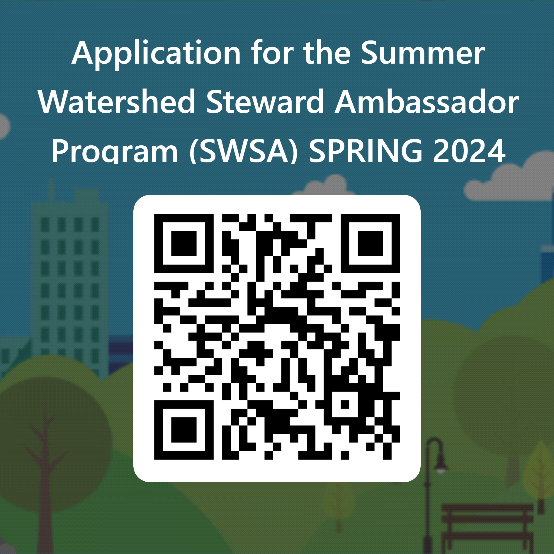 Application for the Summer
Watershed Steward Ambassador
Program (SWSA) SPRING 2024